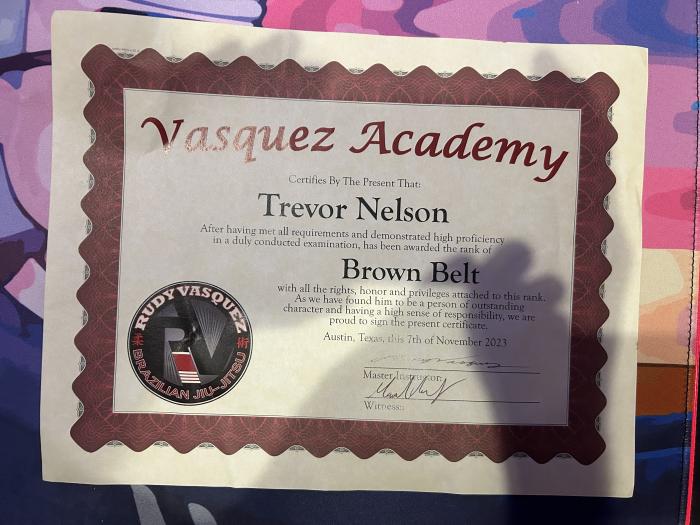 Vasquez Academy
Certifies By The Present That:
Trevor Nelson
After having met all requirements and demonstrated high proficiency
in a duly conducted examination, has been awarded the rank of
Brown Belt
with all the rights, honor and privileges attached to this rank.
As we have found him to be a person of outstanding
character and having a high sense of responsibility, we are
proud to sign the present certificate.
Austin, Texas, this 7th of November 2023
Master Instructor:
Witness:
RUDY VASQUEZ
柔 術
RV
BRAZILIAN JIU-JITSU